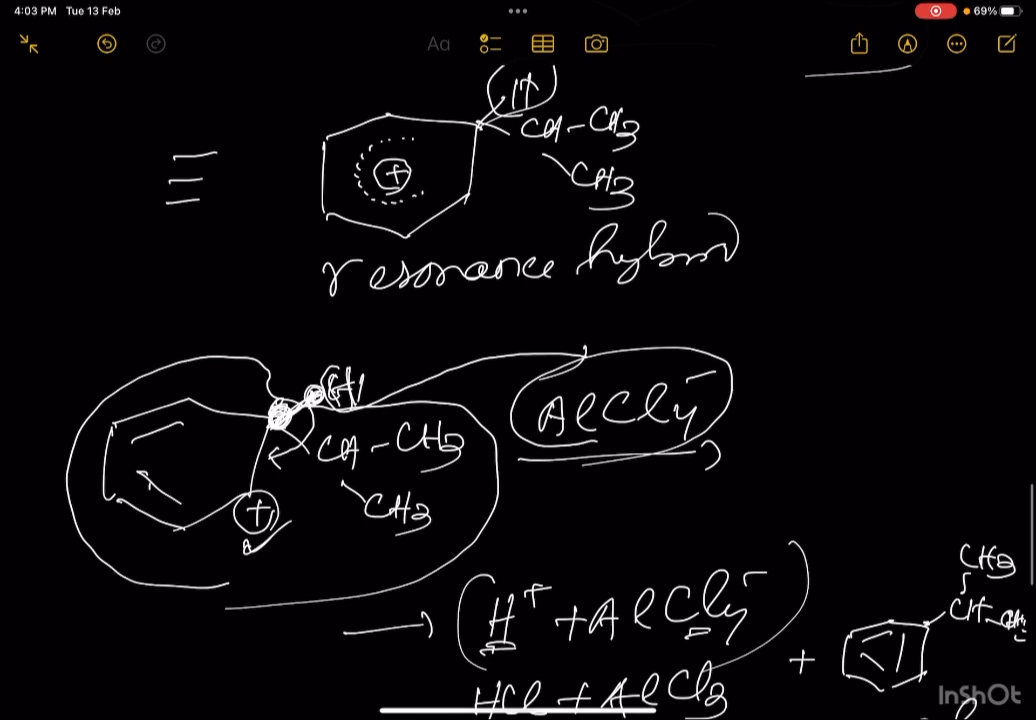 4:03 PM Tue 13 Feb
69%
Aa
H
CH-CH3
CH3
resonance hybrid
+
H
CH-CH3
CH3
+
AlCl4-
→ (H+ + AlCl4-)
HCl + AlCl3
+
CH3
CH-CH3
InShOt